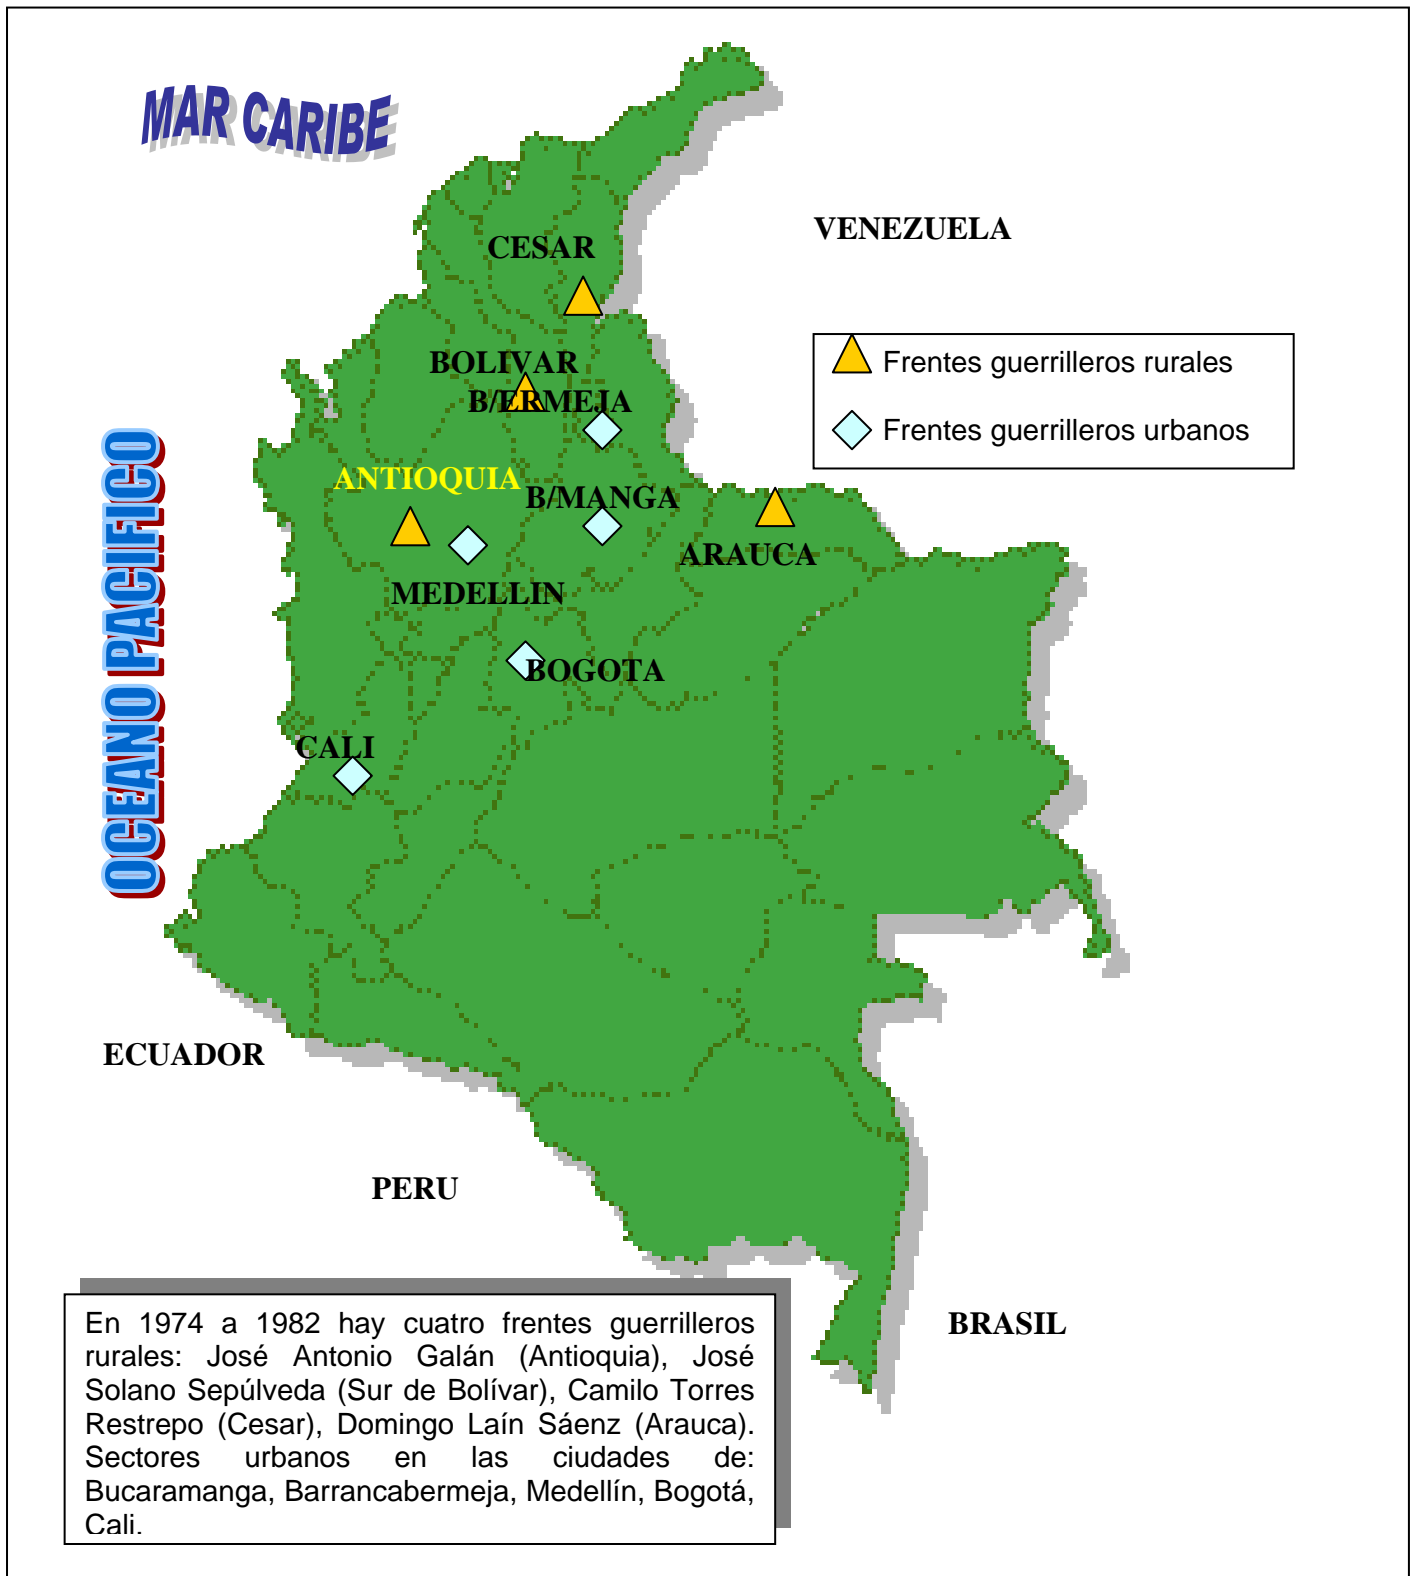 MAR CARIBE
VENEZUELA
CESAR
Frentes guerrilleros rurales
Frentes guerrilleros urbanos
BOLIVAR
B/ERMEJA
ANTIOQUIA
B/MANGA
ARAUCA
MEDELLIN
BOGOTA
CALI
OCEANO PACIFICO
ECUADOR
PERU
BRASIL
En 1974 a 1982 hay cuatro frentes guerrilleros
rurales: José Antonio Galán (Antioquia), José
Solano Sepúlveda (Sur de Bolívar), Camilo Torres
Restrepo (Cesar), Domingo Laín Sáenz (Arauca).
Sectores urbanos en las ciudades de:
Bucaramanga, Barrancabermeja, Medellín, Bogotá,
Cali.